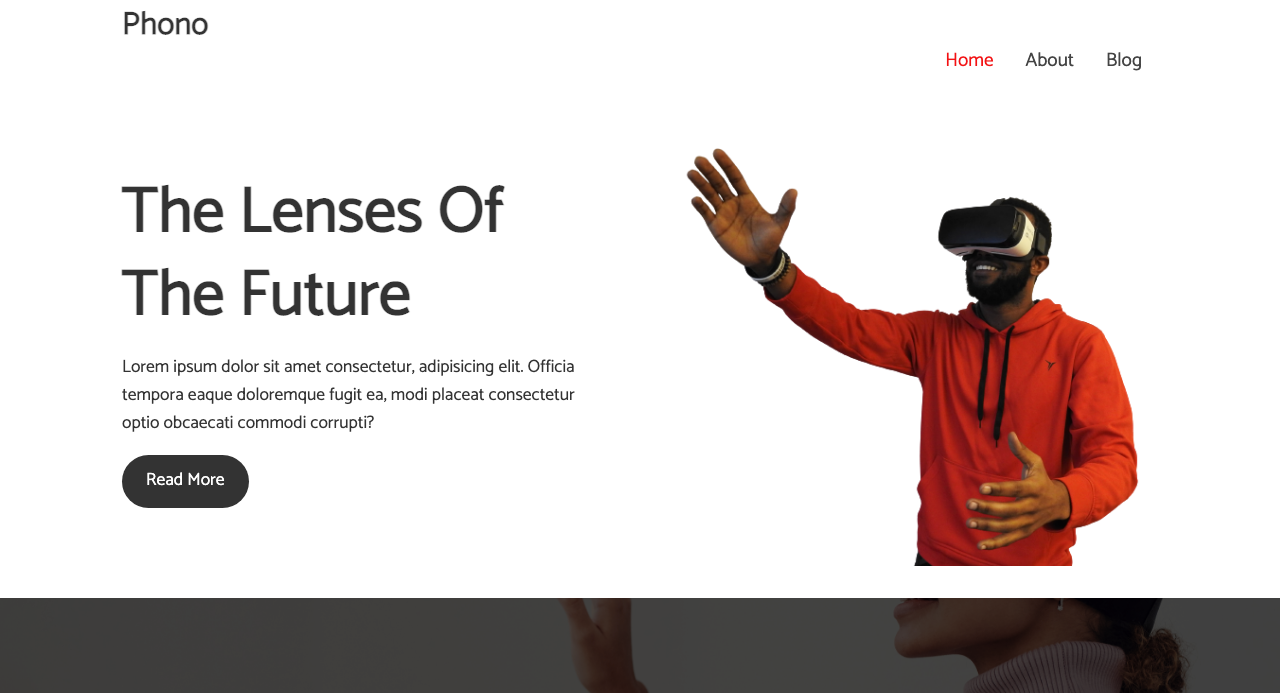 Phono
Home About Blog
The Lenses Of
The Future
Lorem ipsum dolor sit amet consectetur, adipisicing elit. Officia
tempora eaque doloremque fugit ea, modi placeat consectetur
optio obcaecati commodi corrupti?
Read More